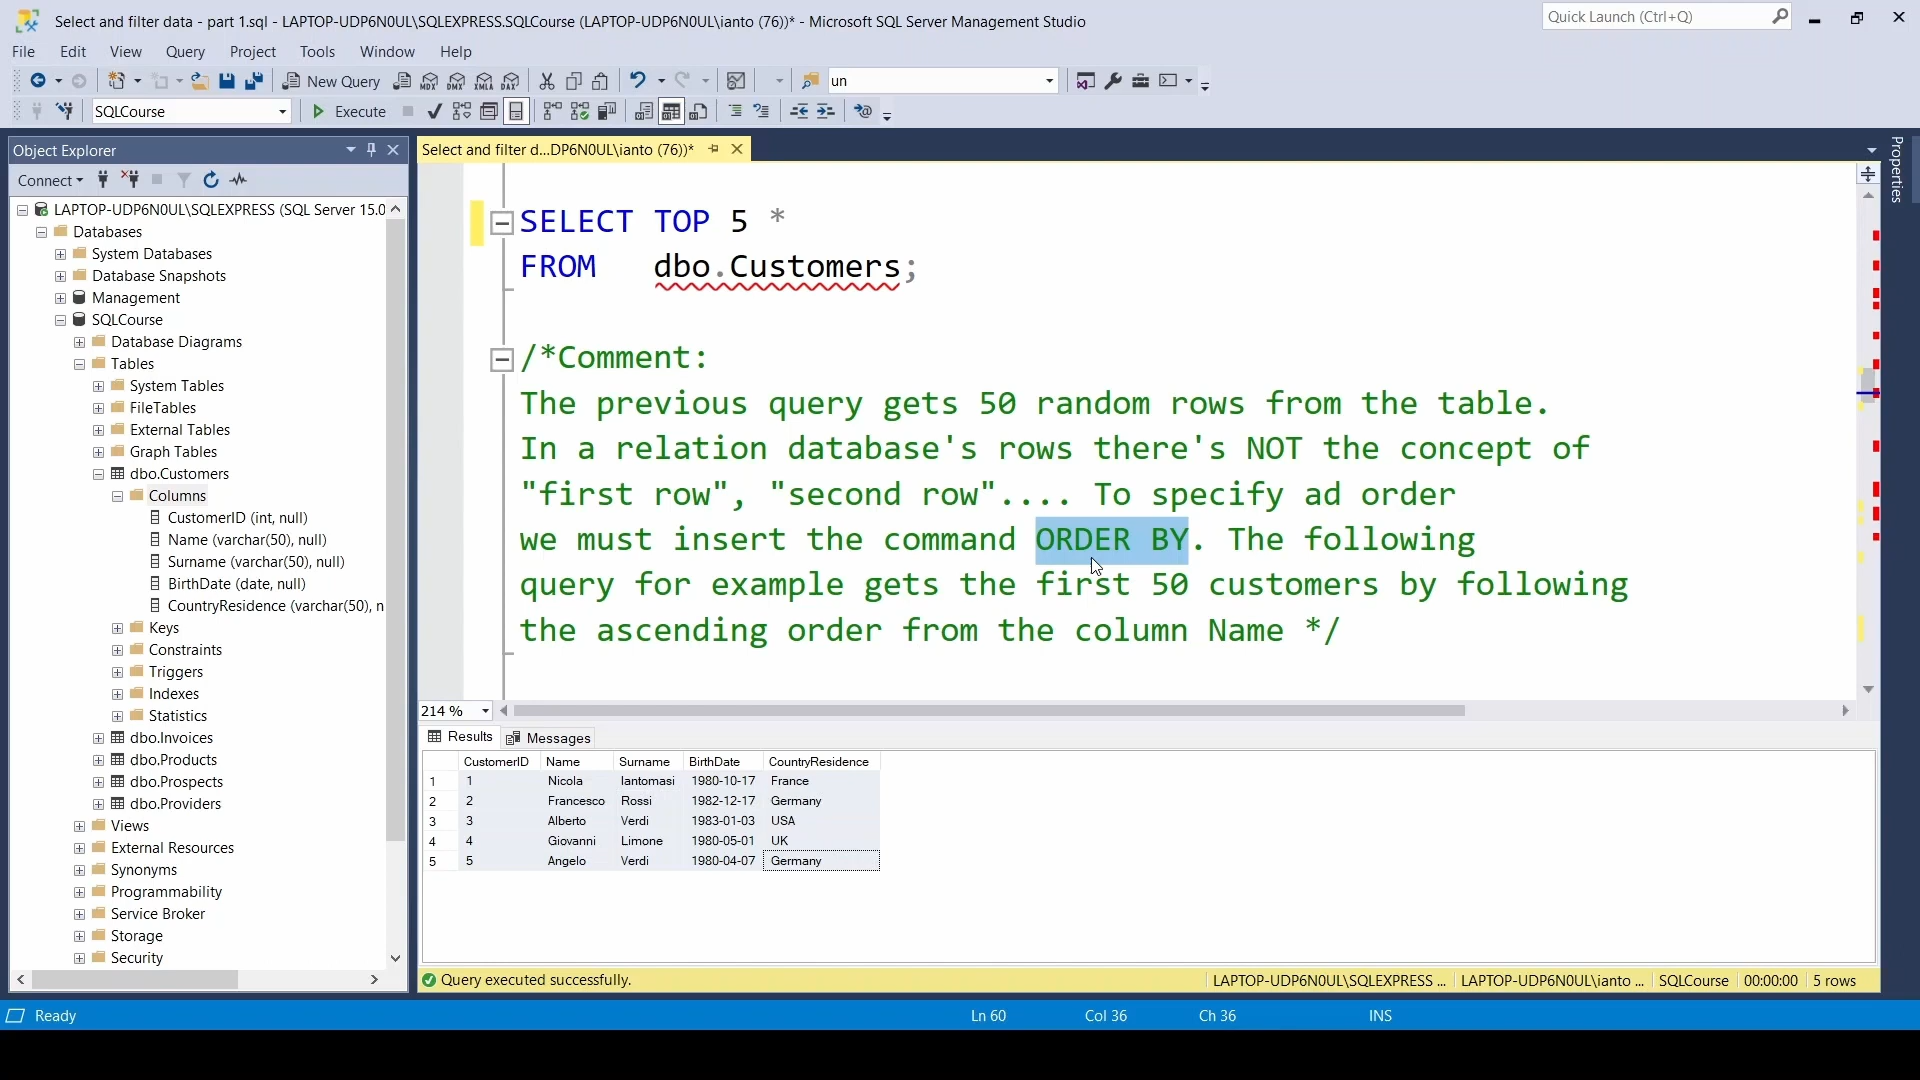 Select and filter data - part 1.sql - LAPTOP-UDP6N0UL\SQLEXPRESS.SQLCourse (LAPTOP-UDP6N0UL\ianto (76))* - Microsoft SQL Server Management Studio
Quick Launch (Ctrl+Q)
File Edit View Query Project Tools Window Help
New Query
MDX
DMX
XMLA
DAX
un
SQLCourse
Execute
Object Explorer
Connect
LAPTOP-UDP6N0UL\SQLEXPRESS (SQL Server 15.0
Databases
System Databases
Database Snapshots
Management
SQLCourse
Database Diagrams
Tables
System Tables
FileTables
External Tables
Graph Tables
dbo.Customers
Columns
CustomerID (int, null)
Name (varchar(50), null)
Surname (varchar(50), null)
BirthDate (date, null)
CountryResidence (varchar(50), n
Keys
Constraints
Triggers
Indexes
Statistics
dbo.Invoices
dbo.Products
dbo.Prospects
dbo.Providers
Views
External Resources
Synonyms
Programmability
Service Broker
Storage
Security
Select and filter d...DP6N0UL\ianto (76))*
SELECT TOP 5 *
FROM dbo.Customers;
/*Comment:
The previous query gets 50 random rows from the table.
In a relation database's rows there's NOT the concept of
"first row", "second row".... To specify ad order
we must insert the command ORDER BY. The following
query for example gets the first 50 customers by following
the ascending order from the column Name */
214 %
Results Messages
CustomerID Name Surname BirthDate CountryResidence
1 1 Nicola Iantomasi 1980-10-17 France
2 2 Francesco Rossi 1982-12-17 Germany
3 3 Alberto Verdi 1983-01-03 USA
4 4 Giovanni Limone 1980-05-01 UK
5 5 Angelo Verdi 1980-04-07 Germany
Query executed successfully.
LAPTOP-UDP6N0UL\SQLEXPRESS ... LAPTOP-UDP6N0UL\ianto ... SQLCourse 00:00:00 5 rows
Properties
Ready Ln 60 Col 36 Ch 36 INS